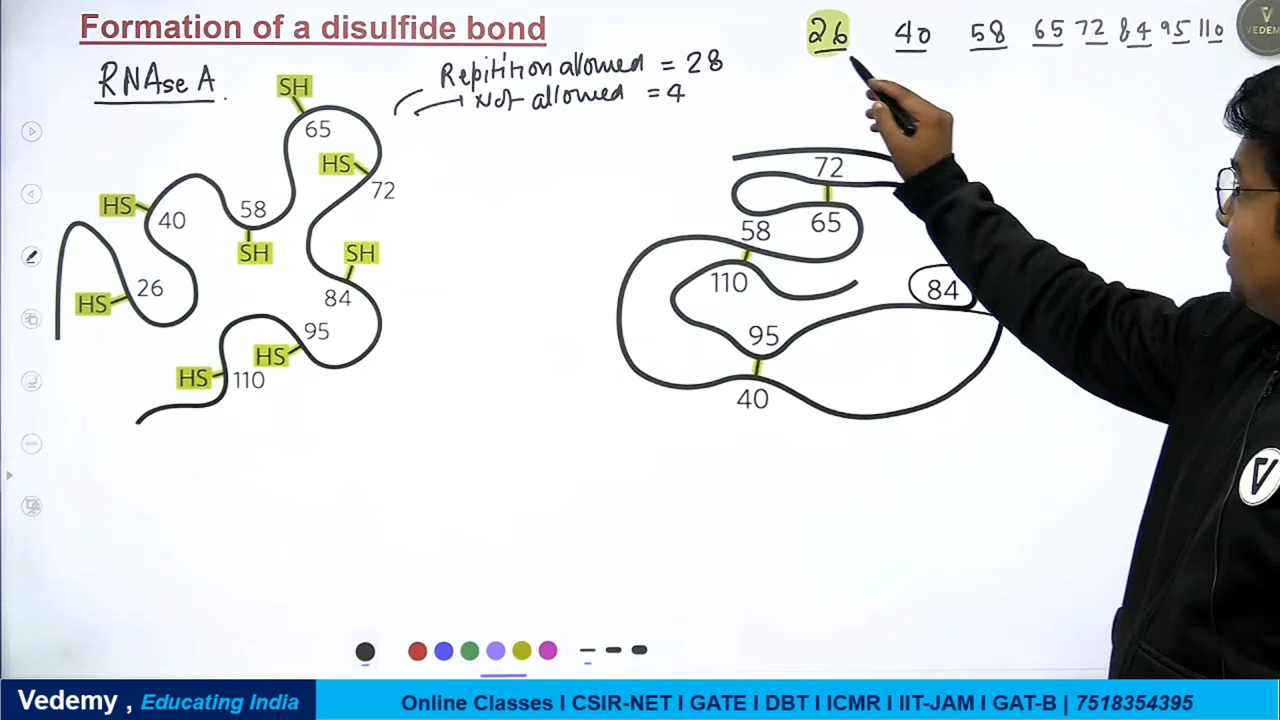 Formation of a disulfide bond
26 40 58 65 72 84 95 110
VEDEM
RNAse A.
Repitition allowed = 28
Not allowed = 4
SH
65
HS
72
HS
40
58
SH
SH
84
26
HS
95
HS
HS
110
72
65
58
110
84
95
40
Vedemy , Educating India
Online Classes I CSIR-NET I GATE I DBT I ICMR I IIT-JAM I GAT-B | 7518354395